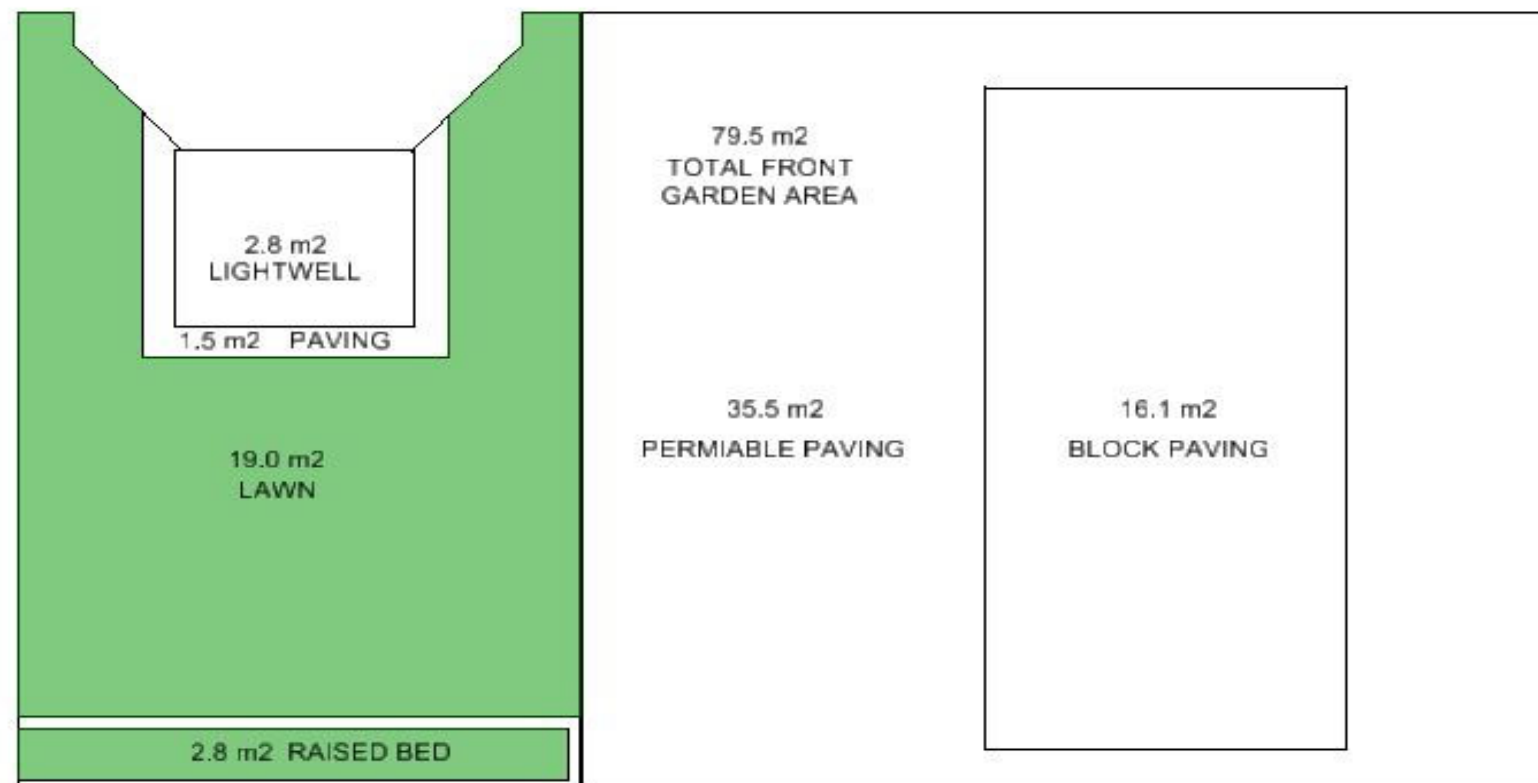 2.8 m2
LIGHTWELL
1.5 m2 PAVING
19.0 m2
LAWN
2.8 m2 RAISED BED
79.5 m2
TOTAL FRONT
GARDEN AREA
35.5 m2
PERMIABLE PAVING
16.1 m2
BLOCK PAVING